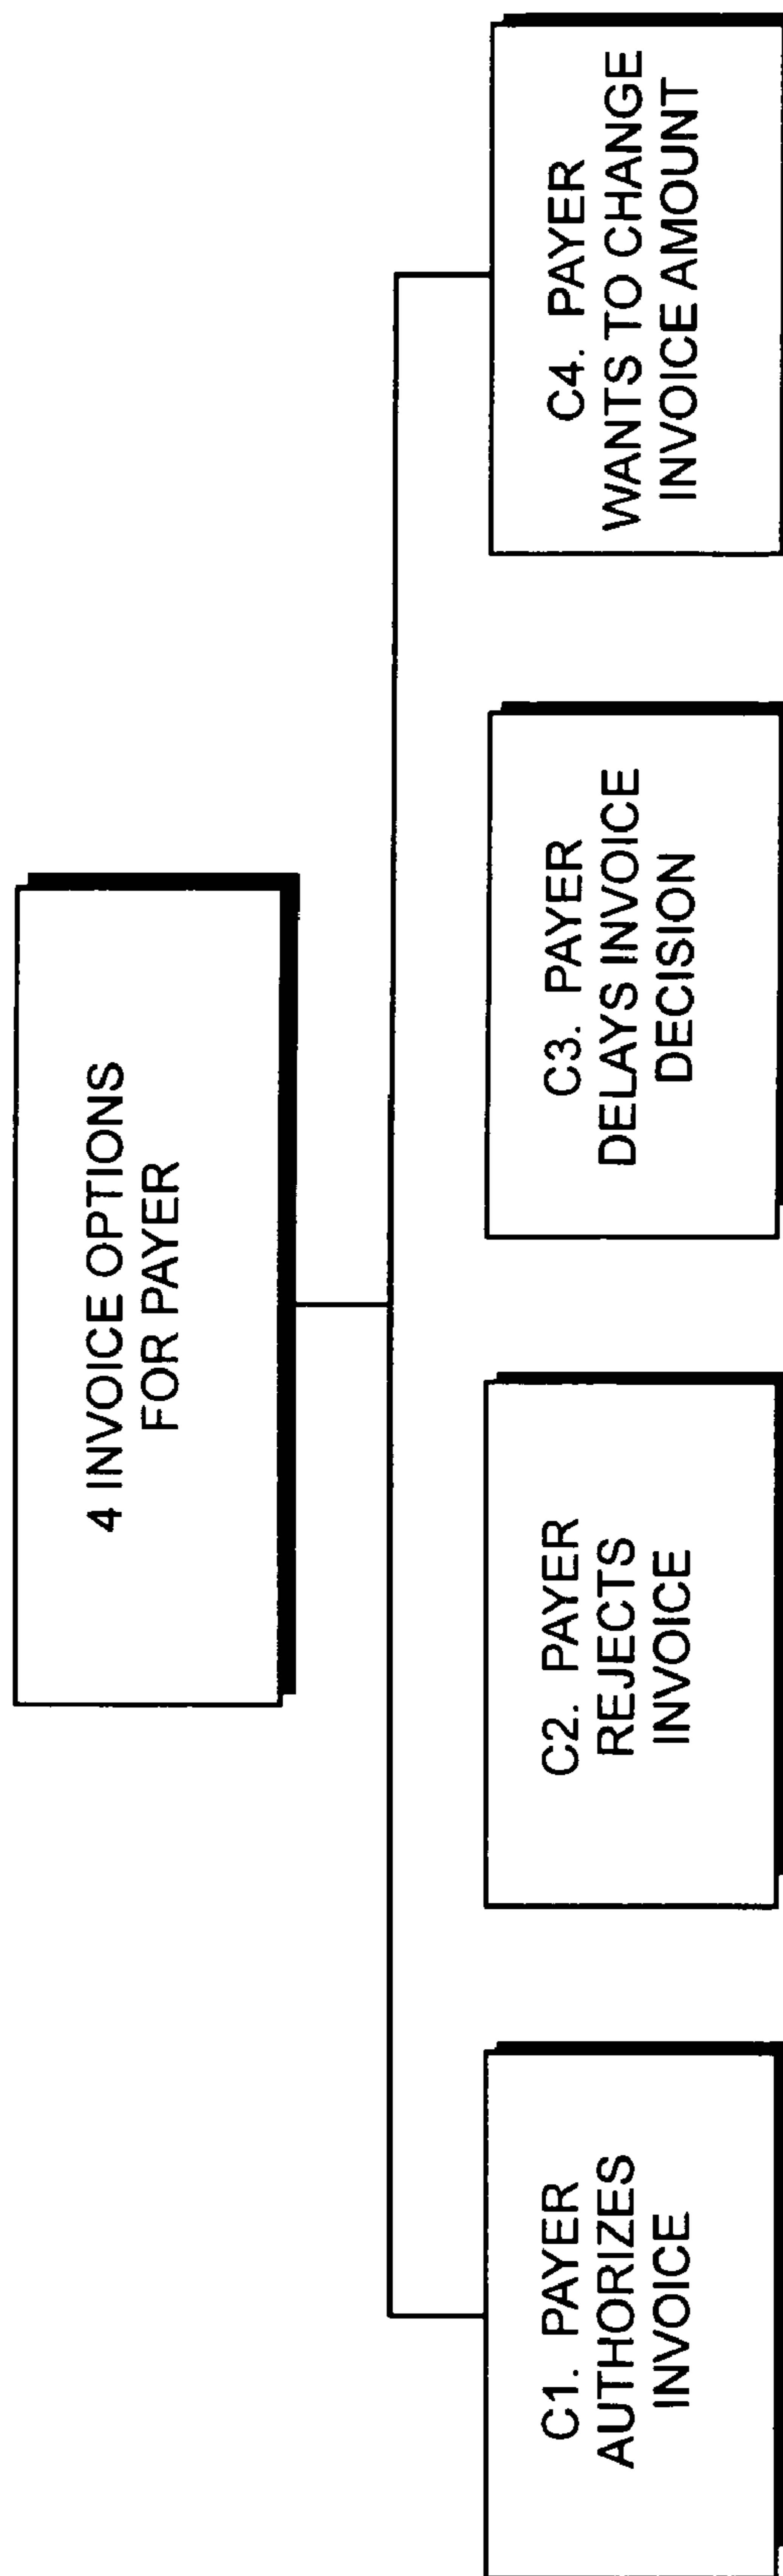 4 INVOICE OPTIONS
FOR PAYER
C1. PAYER
AUTHORIZES
INVOICE
C2. PAYER
REJECTS
INVOICE
C3. PAYER
DELAYS INVOICE
DECISION
C4. PAYER
WANTS TO CHANGE
INVOICE AMOUNT